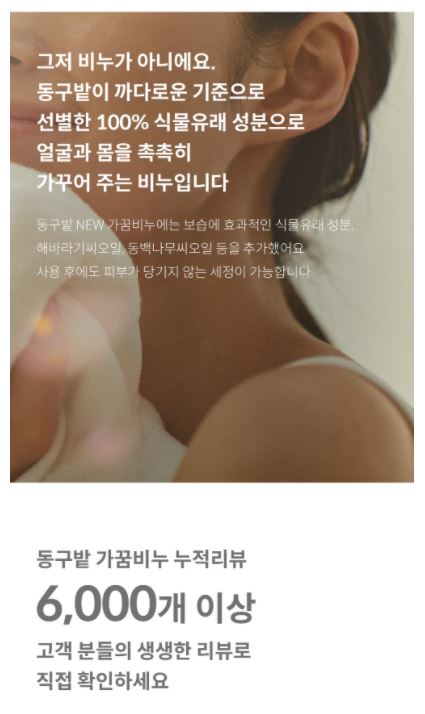 그저 비누가 아니에요.
동구밭이 까다로운 기준으로
선별한 100% 식물유래 성분으로
얼굴과 몸을 촉촉히
가꾸어 주는 비누입니다
동구밭 NEW 가꿈비누에는 보습에 효과적인 식물유래 성분,
해바라기씨오일, 동백나무씨오일 등을 추가했어요
사용 후에도 피부가 당기지 않는 세정이 가능합니다
동구밭 가꿈비누 누적리뷰
6,000개 이상
고객 분들의 생생한 리뷰로
직접 확인하세요